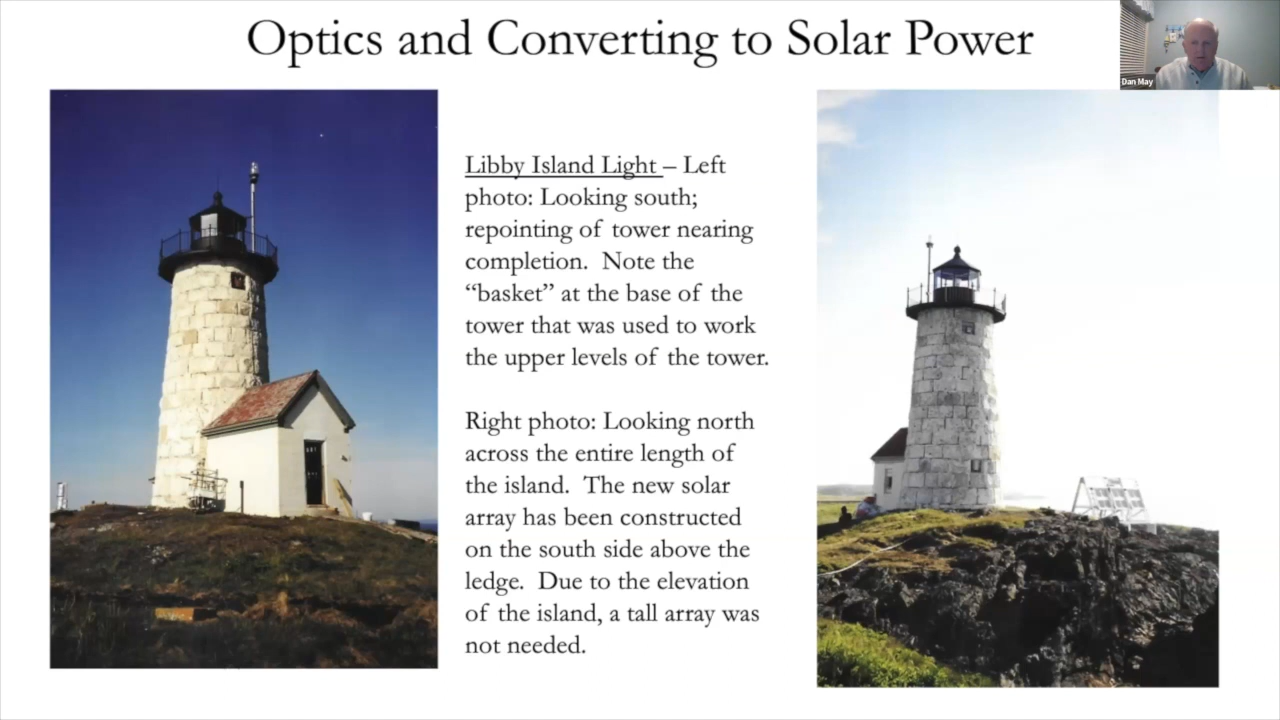 Optics and Converting to Solar Power
Dan May
Libby Island Light – Left
photo: Looking south;
repointing of tower nearing
completion. Note the
“basket” at the base of the
tower that was used to work
the upper levels of the tower.
Right photo: Looking north
across the entire length of
the island. The new solar
array has been constructed
on the south side above the
ledge. Due to the elevation
of the island, a tall array was
not needed.